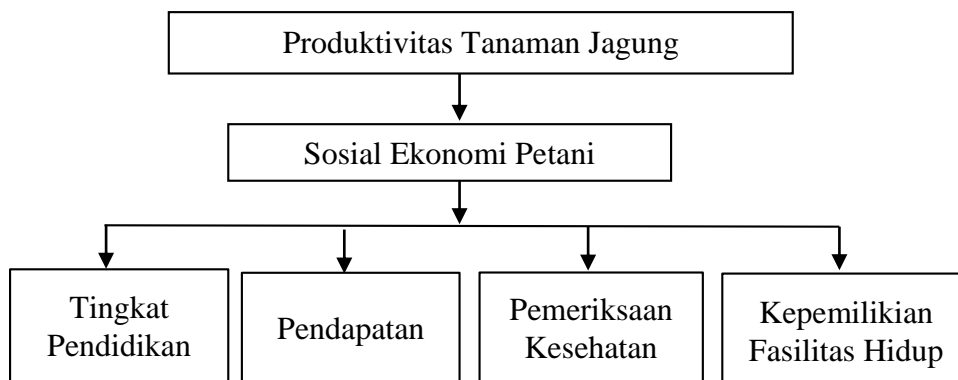 Produktivitas Tanaman Jagung
Sosial Ekonomi Petani
Tingkat
Pendidikan
Pendapatan
Pemeriksaan
Kesehatan
Kepemilikian
Fasilitas Hidup